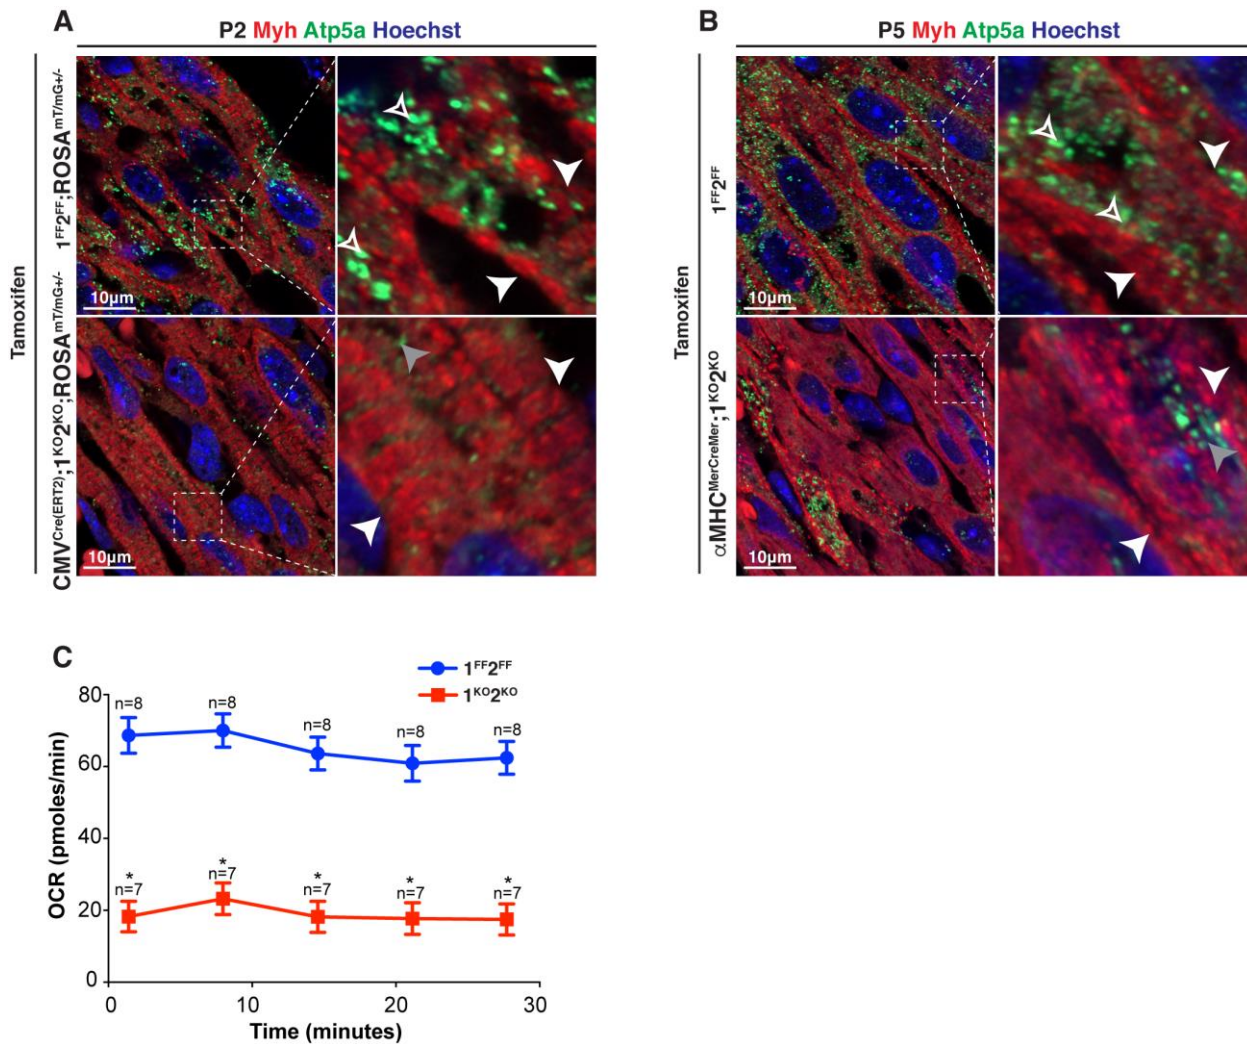 A
P2 Myh Atp5a Hoechst
Tamoxifen
1FF2FF;ROSAmT/mG+/-
10μm
CMVCre(ERT2);1KO2KO;ROSAmT/mG+/-
10μm
B
P5 Myh Atp5a Hoechst
Tamoxifen
1FF2FF
10μm
αMHCMerCreMer;1KO2KO
10μm
C
1FF2FF
1KO2KO
OCR (pmoles/min)
80
60
40
20
0
n=8
n=8
n=8
n=8
n=8
*
*
*
*
*
n=7
n=7
n=7
n=7
n=7
0
10
20
30
Time (minutes)